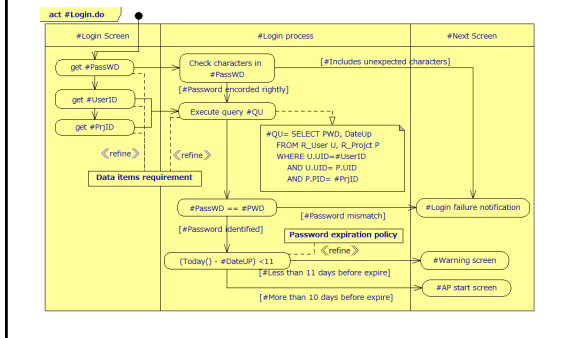 act #Login.do
#Login Screen
#Login process
#Next Screen
get #PassWD
Check characters in
#PassWD
[#Includes unexpected characters]
[#Password encorded rightly]
get #UserID
Execute query #QU
get #PrjID
#QU= SELECT PWD, DateUp
FROM R_User U, R_Projct P
WHERE U.UID=#UserID
AND U.UID= P.UID
AND P.PID= #PrjID
≪refine≫
≪refine≫
Data items requirement
#PassWD == #PWD
#Login failure notification
[#Password mismatch]
[#Password identified]
Password expiration policy
≪refine≫
(Today() - #DateUP) <11
#Warning screen
[#Less than 11 days before expire]
#AP start screen
[#More than 10 days before expire]